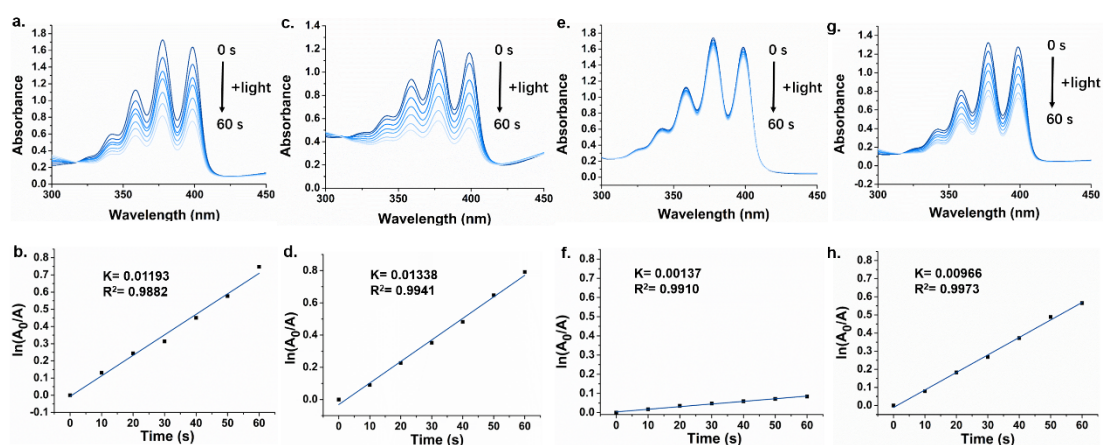 a.
Absorbance
1.8
1.6
1.4
1.2
1.0
0.8
0.6
0.4
0.2
0.0
300
350
400
450
Wavelength (nm)
0 s
+light
60 s
c.
Absorbance
1.4
1.2
1.0
0.8
0.6
0.4
0.2
0.0
300
350
400
450
Wavelength (nm)
0 s
+light
60 s
e.
Absorbance
1.8
1.6
1.4
1.2
1.0
0.8
0.6
0.4
0.2
0.0
300
350
400
450
Wavelength (nm)
0 s
+light
60 s
g.
Absorbance
1.4
1.2
1.0
0.8
0.6
0.4
0.2
0.0
-0.2
300
350
400
450
Wavelength (nm)
0 s
+light
60 s
b.
ln(A0/A)
0.8
0.7
0.6
0.5
0.4
0.3
0.2
0.1
0.0
-0.1
0 10 20 30 40 50 60
Time (s)
K= 0.01193
R²= 0.9882
d.
ln(A0/A)
0.8
0.6
0.4
0.2
0.0
0 10 20 30 40 50 60
Time (s)
K= 0.01338
R²= 0.9941
f.
ln(A0/A)
0.8
0.7
0.6
0.5
0.4
0.3
0.2
0.1
0.0
0 10 20 30 40 50 60
Time (s)
K= 0.00137
R²= 0.9910
h.
ln(A0/A)
0.8
0.7
0.6
0.5
0.4
0.3
0.2
0.1
0.0
0 10 20 30 40 50 60
Time (s)
K= 0.00966
R²= 0.9973